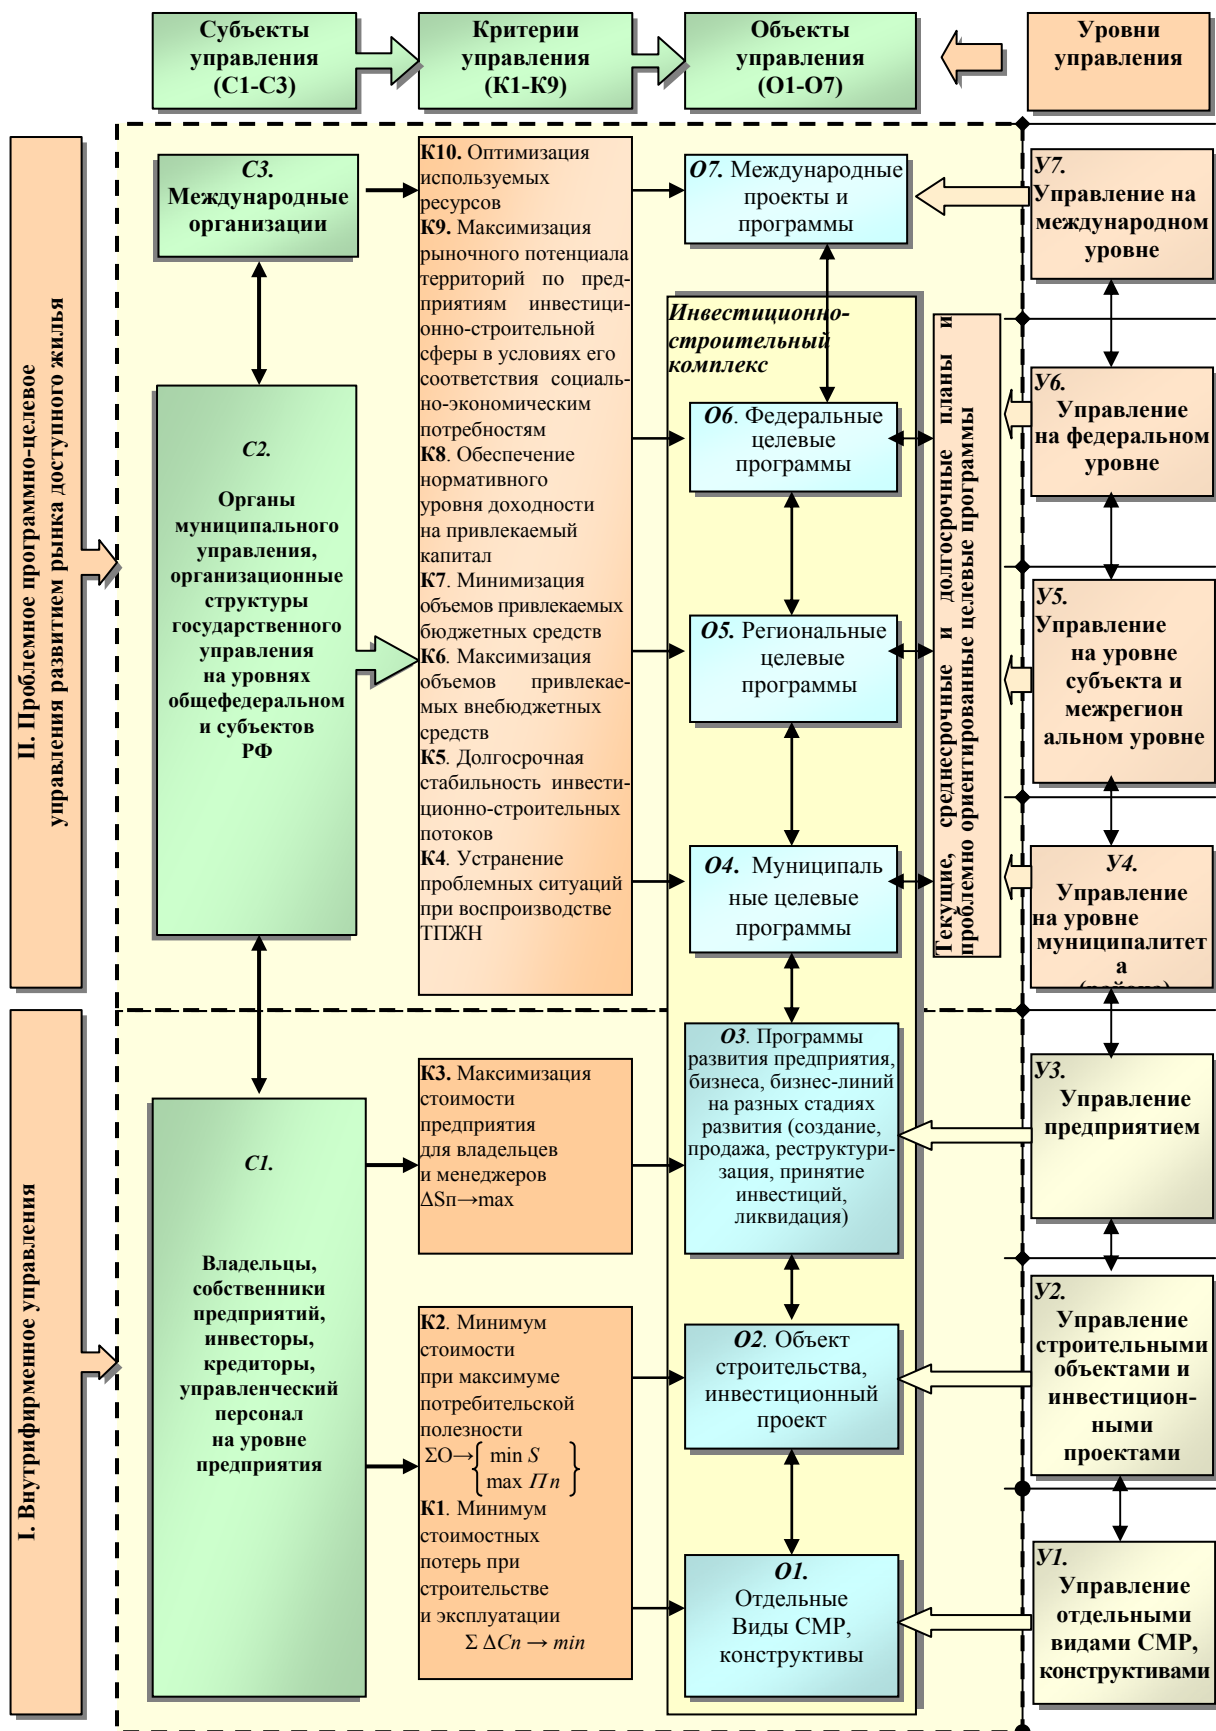 Субъекты
управления
(С1-С3)
Критерии
управления
(К1-К9)
Объекты
управления
(О1-О7)
Уровни
управления
II. Проблемное программно-целевое
управления развитием рынка доступного жилья
С3.
Международные
организации
С2.
Органы
муниципального
управления,
организационные
структуры
государственного
управления
на уровнях
общефедеральном
и субъектов
РФ
К10. Оптимизация
используемых
ресурсов
К9. Максимизация
рыночного потенциала
территорий по пред-
приятиям инвестици-
онно-строительной
сферы в условиях его
соответствия социаль-
но-экономическим
потребностям
К8. Обеспечение
нормативного
уровня доходности
на привлекаемый
капитал
К7. Минимизация
объемов привлекаемых
бюджетных средств
К6. Максимизация
объемов привлекае-
мых внебюджетных
средств
К5. Долгосрочная
стабильность инвести-
ционно-строительных
потоков
К4. Устранение
проблемных ситуаций
при воспроизводстве
ТПЖН
О7. Международные
проекты и
программы
Инвестиционно-
строительный
комплекс
О6. Федеральные
целевые
программы
О5. Региональные
целевые
программы
О4. Муниципаль
ные целевые
программы
Текущие, среднесрочные и долгосрочные планы и
проблемно ориентированные целевые программы
У7.
Управление на
международном
уровне
У6.
Управление
на федеральном
уровне
У5.
Управление
на уровне
субъекта и
межрегион
альном уровне
У4.
Управление
на уровне
муниципалитет
а
I. Внутрифирменное управления
С1.
Владельцы,
собственники
предприятий,
инвесторы,
кредиторы,
управленческий
персонал
на уровне
предприятия
К3. Максимизация
стоимости
предприятия
для владельцев
и менеджеров
ΔSп→max
К2. Минимум
стоимости
при максимуме
потребительской
полезности
ΣО→{ min S
max Пn }
К1. Минимум
стоимостных
потерь при
строительстве
и эксплуатации
Σ ΔCn → min
О3. Программы
развития предприятия,
бизнеса, бизнес-линий
на разных стадиях
развития (создание,
продажа, реструктури-
зация, принятие
инвестиций,
ликвидация)
О2. Объект
строительства,
инвестиционный
проект
О1.
Отдельные
Виды СМР,
конструктивы
У3.
Управление
предприятием
У2.
Управление
строительными
объектами и
инвестицион-
ными
проектами
У1.
Управление
отдельными
видами СМР,
конструктивами